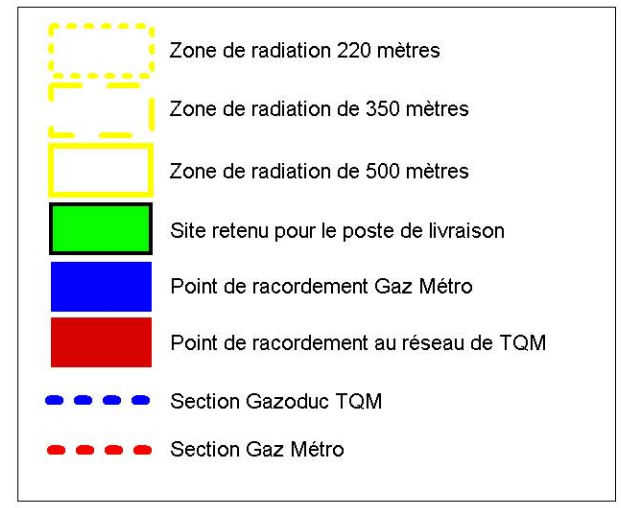 Zone de radiation 220 mètres
Zone de radiation de 350 mètres
Zone de radiation de 500 mètres
Site retenu pour le poste de livraison
Point de racordement Gaz Métro
Point de racordement au réseau de TQM
Section Gazoduc TQM
Section Gaz Métro